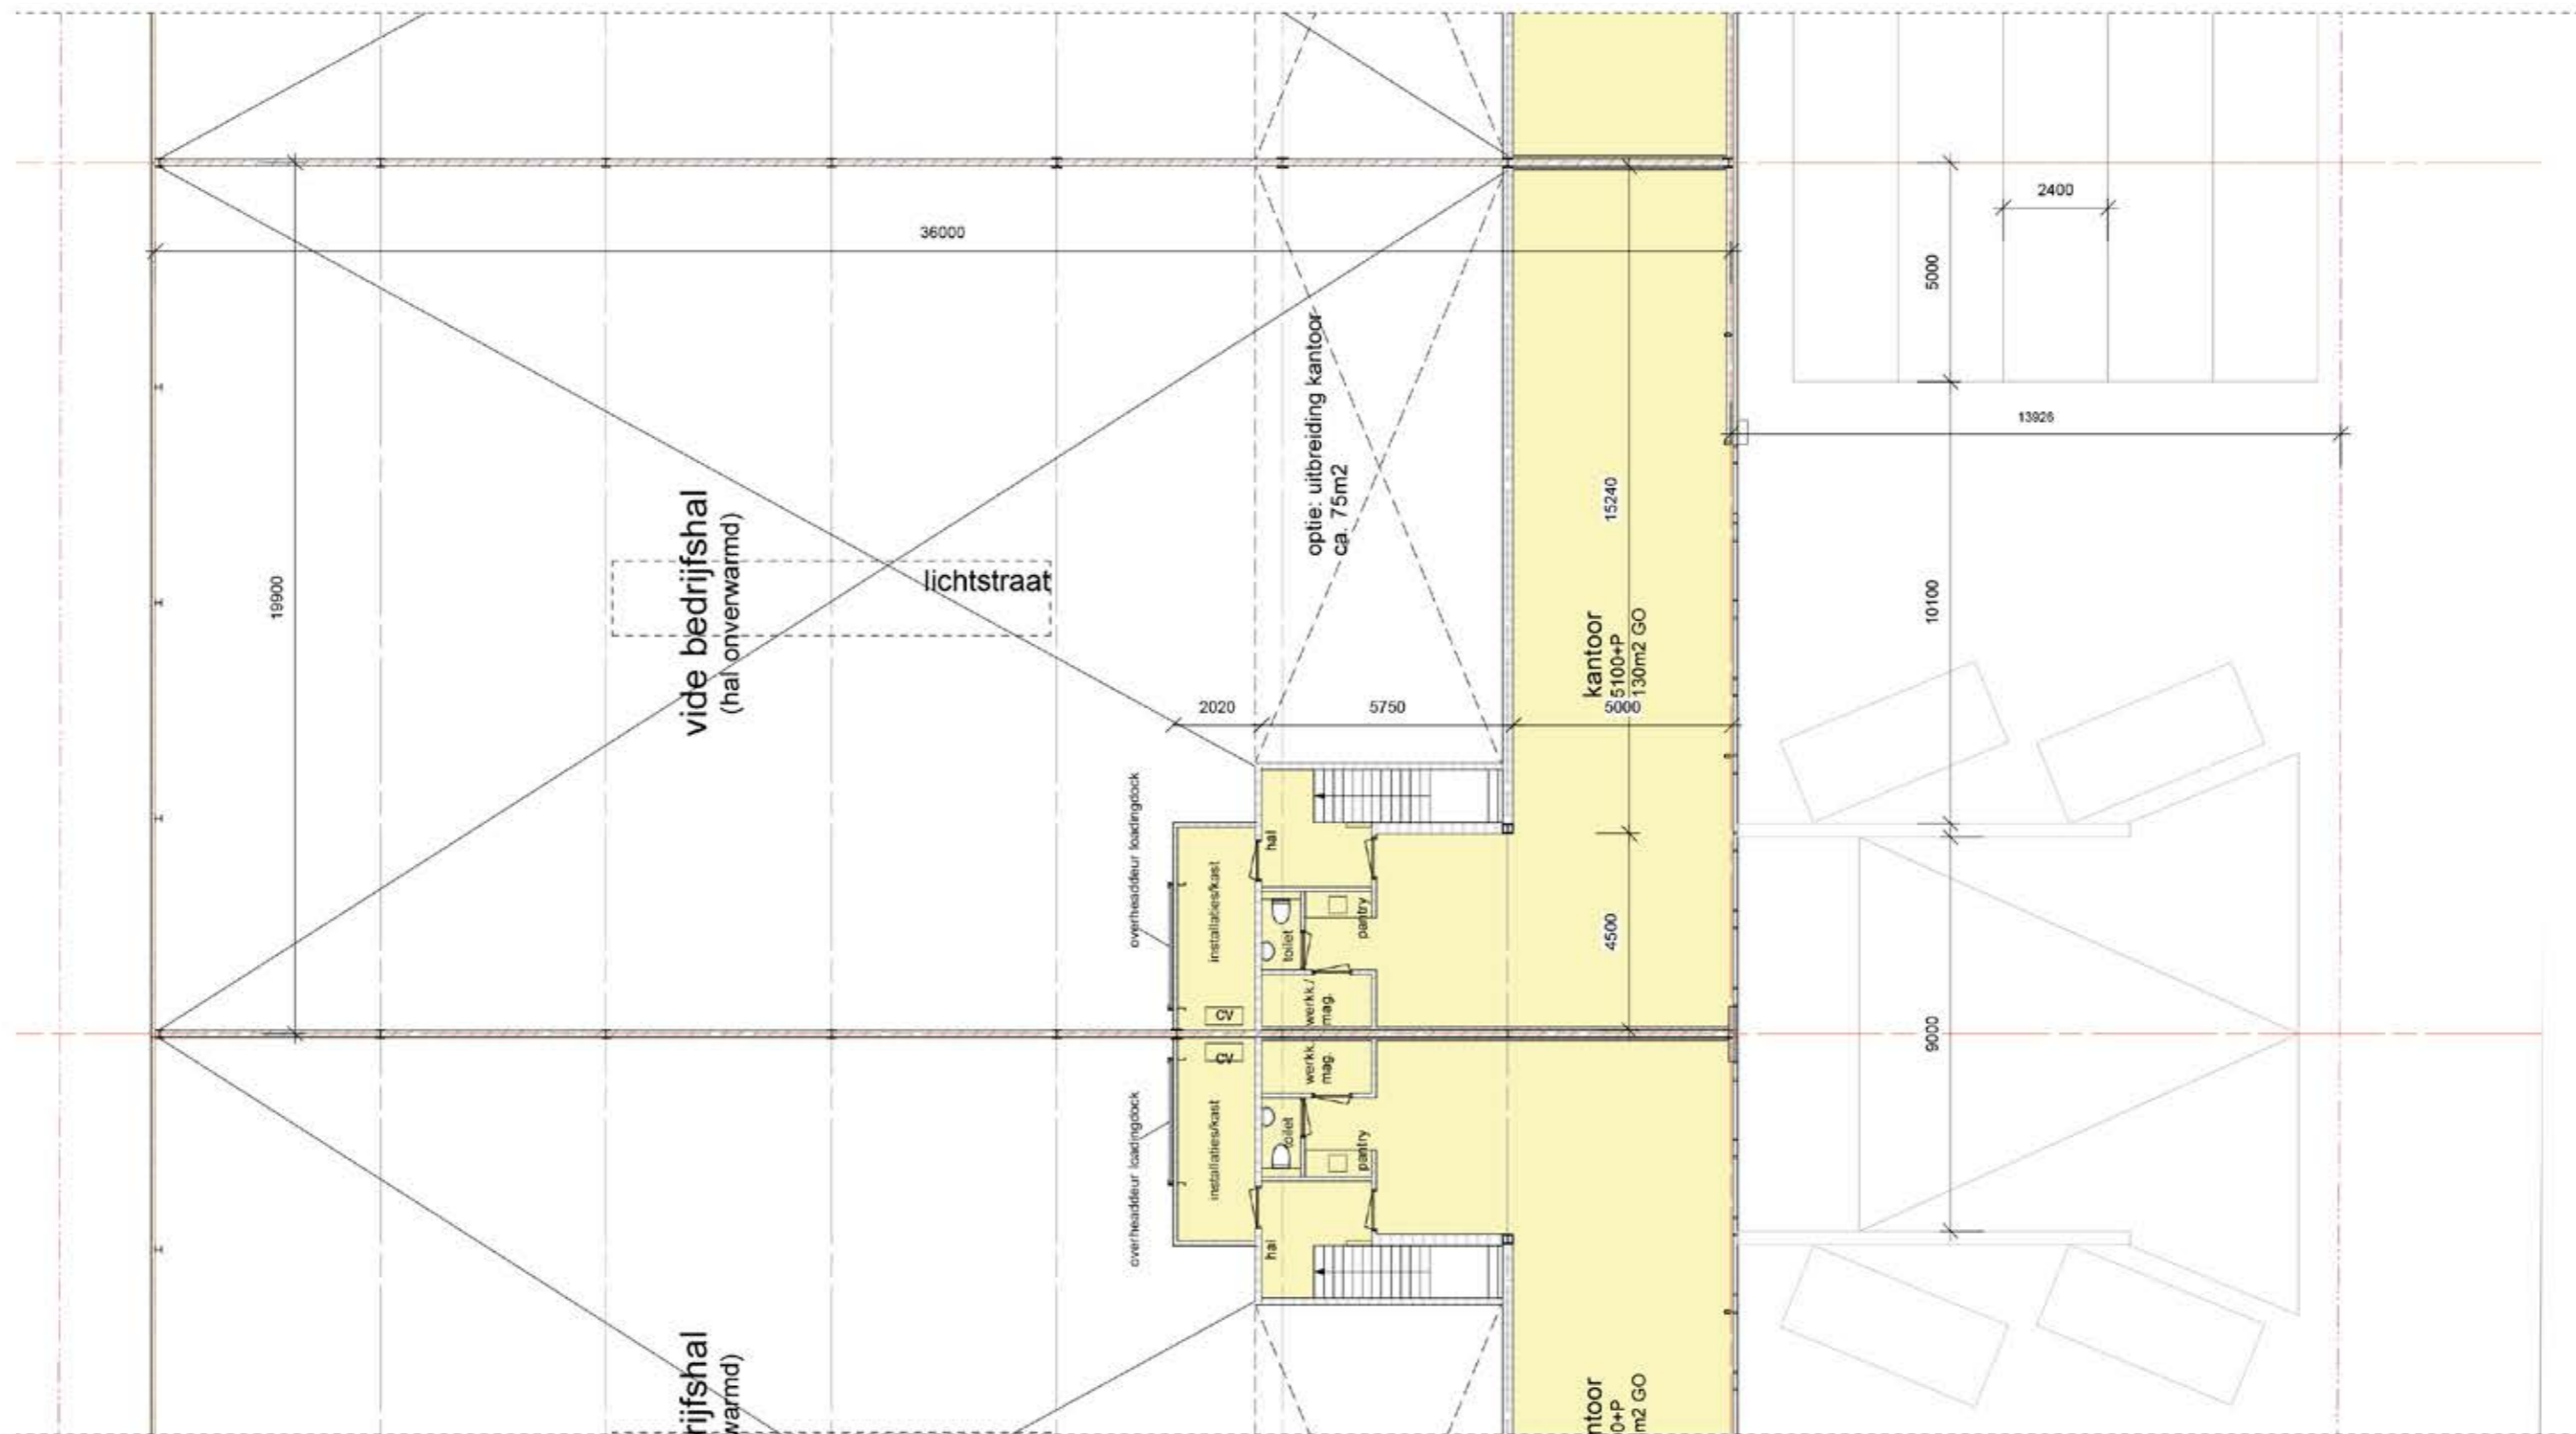 36000
19900
vide bedrijfshal
(hal onverwarmd)
lichtstraat
optie: uitbreiding kantoor
ca. 75m2
15240
kantoor
5100+P
130m2 GO
2020
5750
5000
4500
2400
5000
13926
10100
9000
overheaddeur loadingdock
installaties/kast
CV
hal
toilet
pantry
werkk./
mag.
overheaddeur loadingdock
installaties/kast
CV
werkk./
mag.
toilet
pantry
hal
rijfshal
warmd)
ntoor
0+P
m2 GO